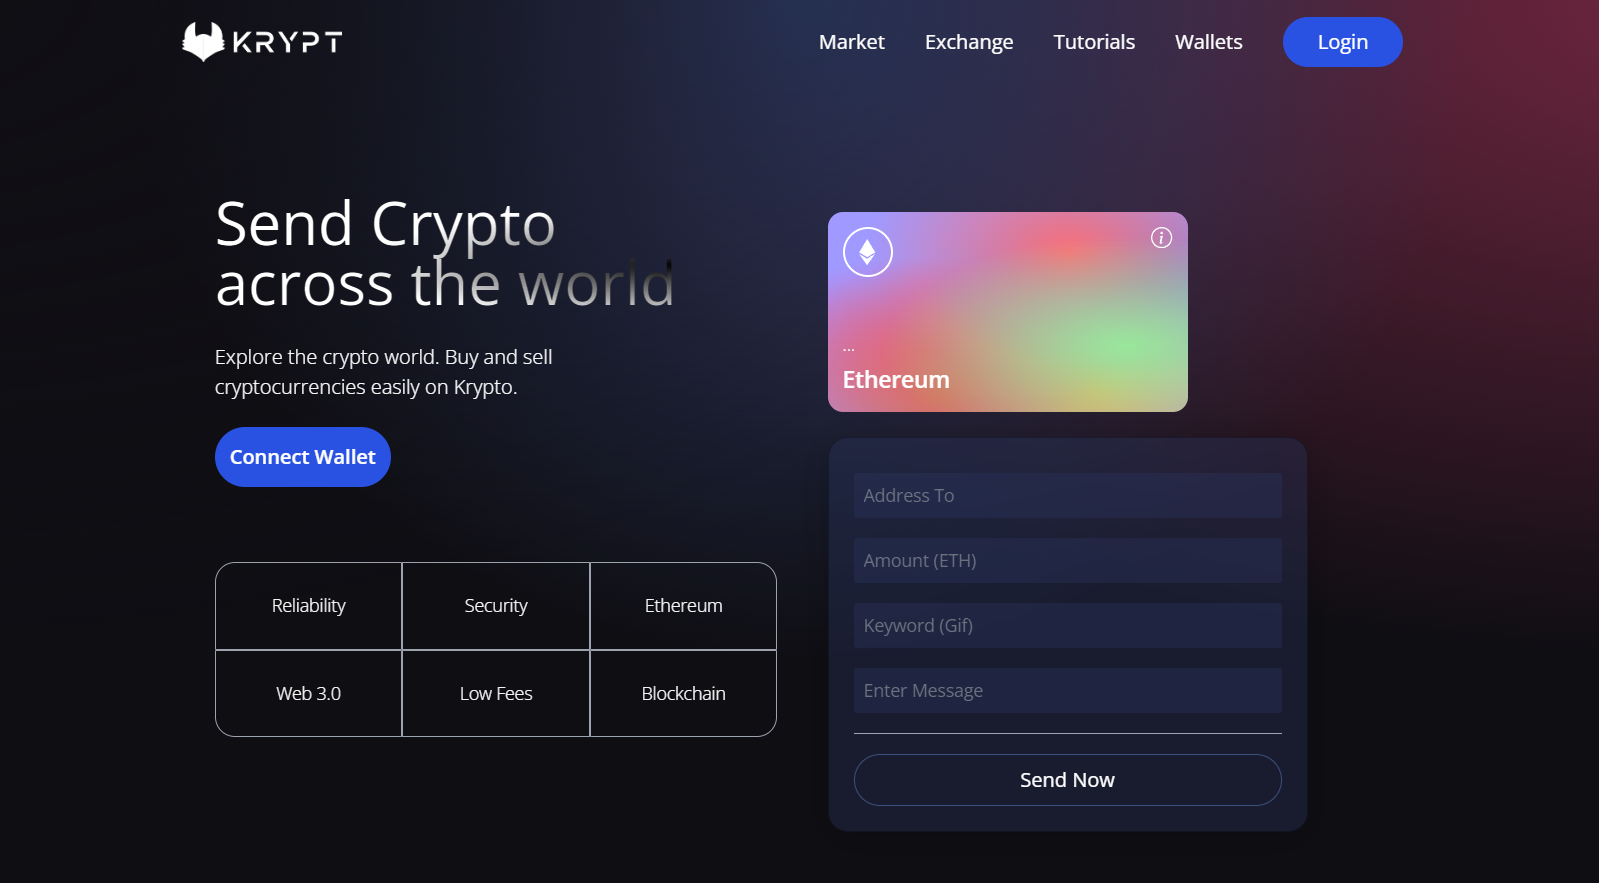 KRYPT
Market
Exchange
Tutorials
Wallets
Login
Send Crypto
across the world
Explore the crypto world. Buy and sell
cryptocurrencies easily on Krypto.
Connect Wallet
Reliability
Security
Ethereum
Web 3.0
Low Fees
Blockchain
i
...
Ethereum
Address To
Amount (ETH)
Keyword (Gif)
Enter Message
Send Now